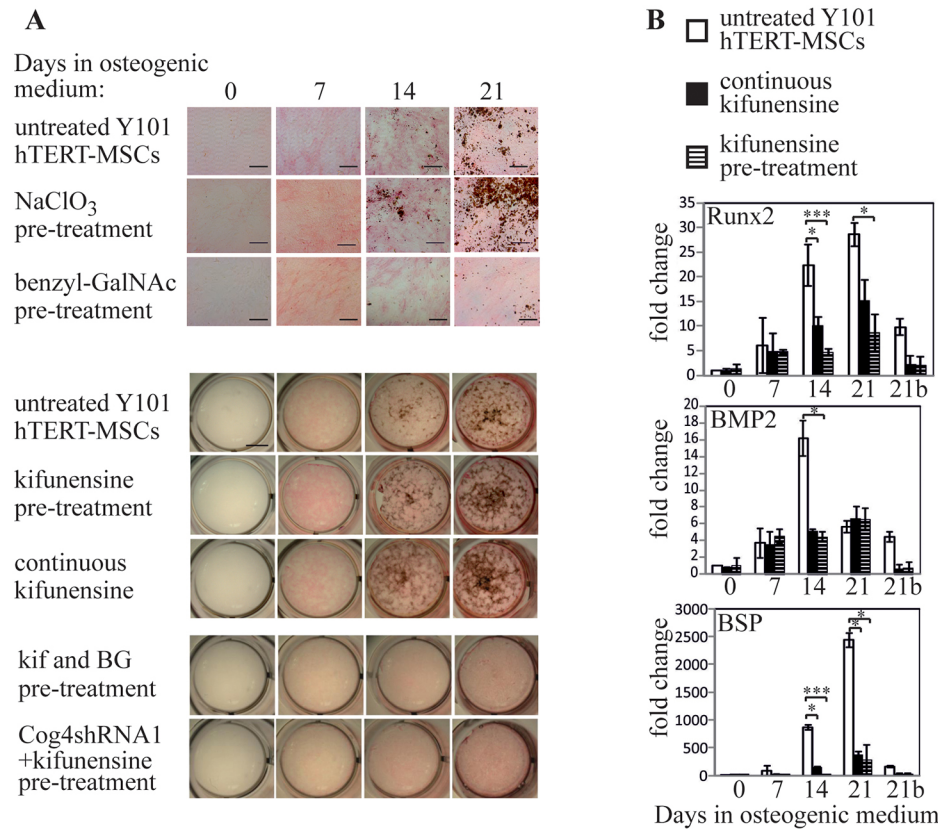 A
Days in osteogenic
medium:
0 7 14 21
untreated Y101
hTERT-MSCs
NaClO3
pre-treatment
benzyl-GalNAc
pre-treatment
untreated Y101
hTERT-MSCs
kifunensine
pre-treatment
continuous
kifunensine
kif and BG
pre-treatment
Cog4shRNA1
+kifunensine
pre-treatment
B
untreated Y101
hTERT-MSCs
continuous
kifunensine
kifunensine
pre-treatment
Runx2
fold change
35
30
25
20
15
10
5
0
***
*
*
0 7 14 21 21b
BMP2
fold change
20
18
16
14
12
10
8
6
4
2
0
*
0 7 14 21 21b
BSP
fold change
3000
2500
2000
1500
1000
500
0
***
*
*
*
0 7 14 21 21b
Days in osteogenic medium